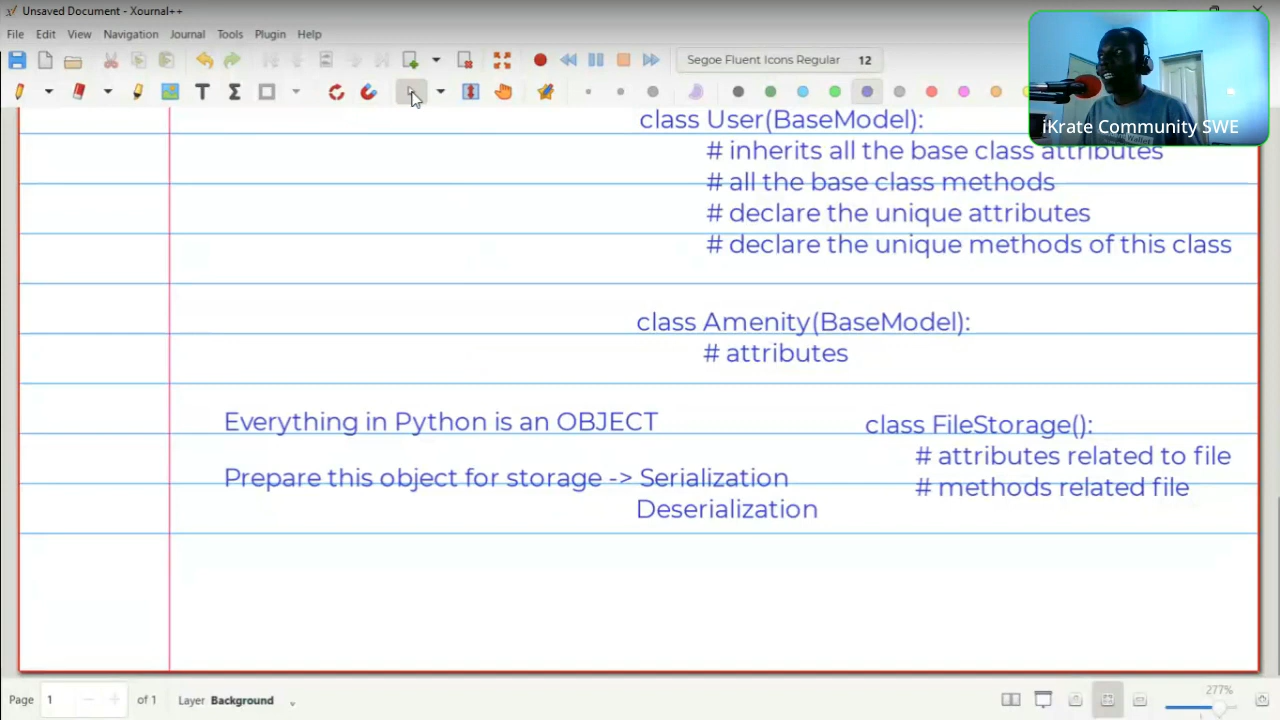 Unsaved Document - Xournal++
File Edit View Navigation Journal Tools Plugin Help
Segoe Fluent Icons Regular 12
iKrate Community SWE
class User(BaseModel):
# inherits all the base class attributes
# all the base class methods
# declare the unique attributes
# declare the unique methods of this class
class Amenity(BaseModel):
# attributes
Everything in Python is an OBJECT
Prepare this object for storage -> Serialization
Deserialization
class FileStorage():
# attributes related to file
# methods related file
Page 1 of 1 Layer Background 277%